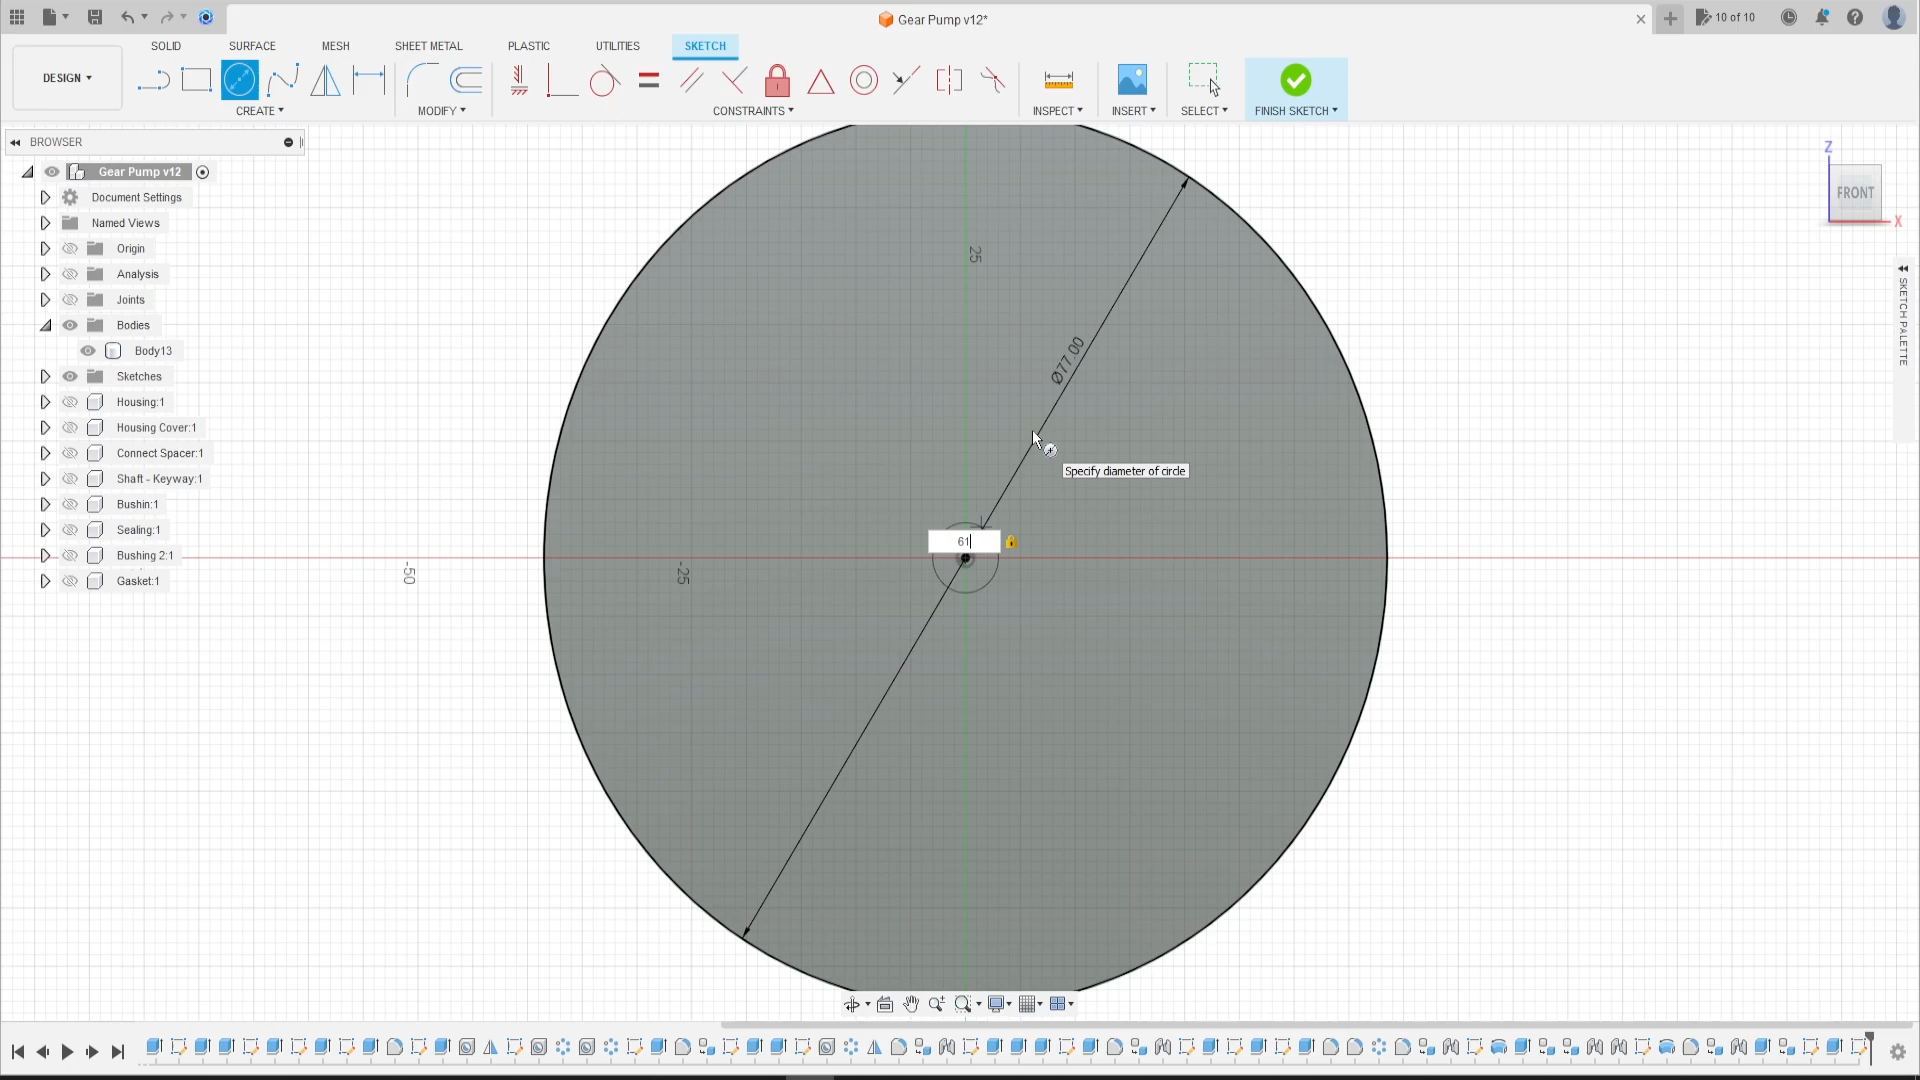 Gear Pump v12*
10 of 10
SOLID
SURFACE
MESH
SHEET METAL
PLASTIC
UTILITIES
SKETCH
DESIGN
CREATE
MODIFY
CONSTRAINTS
INSPECT
INSERT
SELECT
FINISH SKETCH
BROWSER
Gear Pump v12
Document Settings
Named Views
Origin
Analysis
Joints
Bodies
Body13
Sketches
Housing:1
Housing Cover:1
Connect Spacer:1
Shaft - Keyway:1
Bushin:1
Sealing:1
Bushing 2:1
Gasket:1
25
Ø77.00
Specify diameter of circle
61
-50
-25
Z
FRONT
X
SKETCH PALETTE